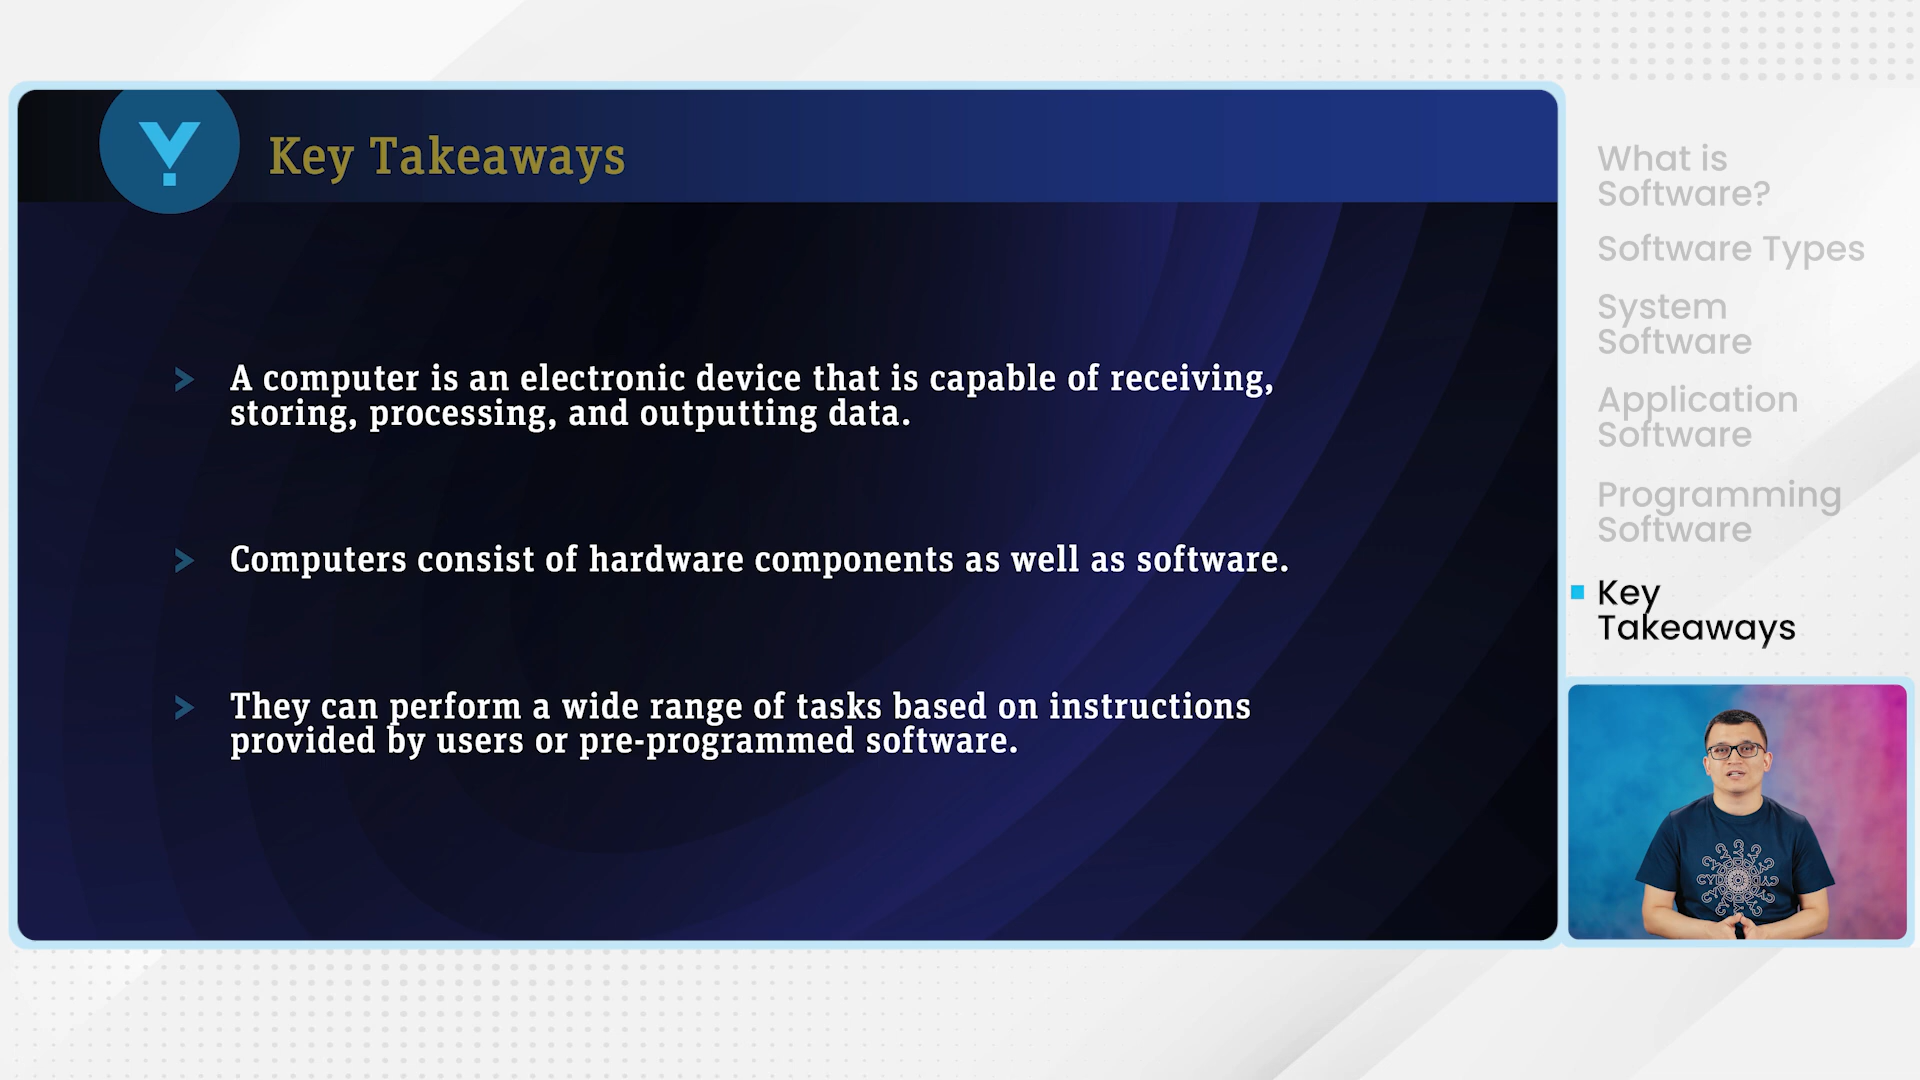 Key Takeaways
A computer is an electronic device that is capable of receiving,
storing, processing, and outputting data.
Computers consist of hardware components as well as software.
They can perform a wide range of tasks based on instructions
provided by users or pre-programmed software.
What is
Software?
Software Types
System
Software
Application
Software
Programming
Software
Key
Takeaways